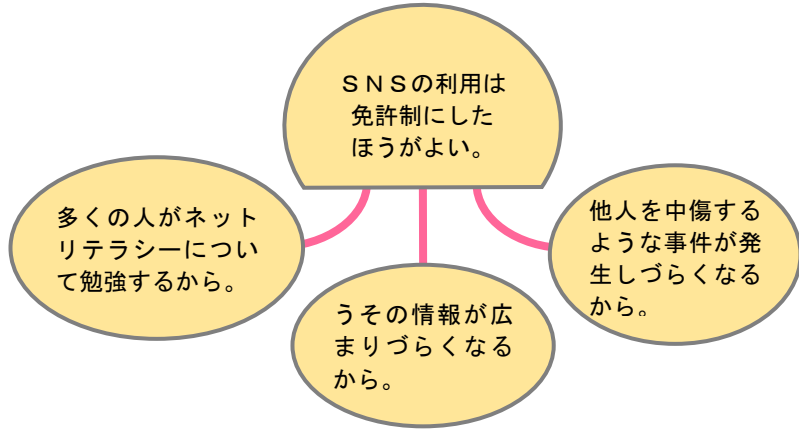 ＳＮＳの利用は
免許制にした
ほうがよい。
多くの人がネット
リテラシーについ
て勉強するから。
うその情報が広
まりづらくなる
から。
他人を中傷する
ような事件が発
生しづらくなる
から。